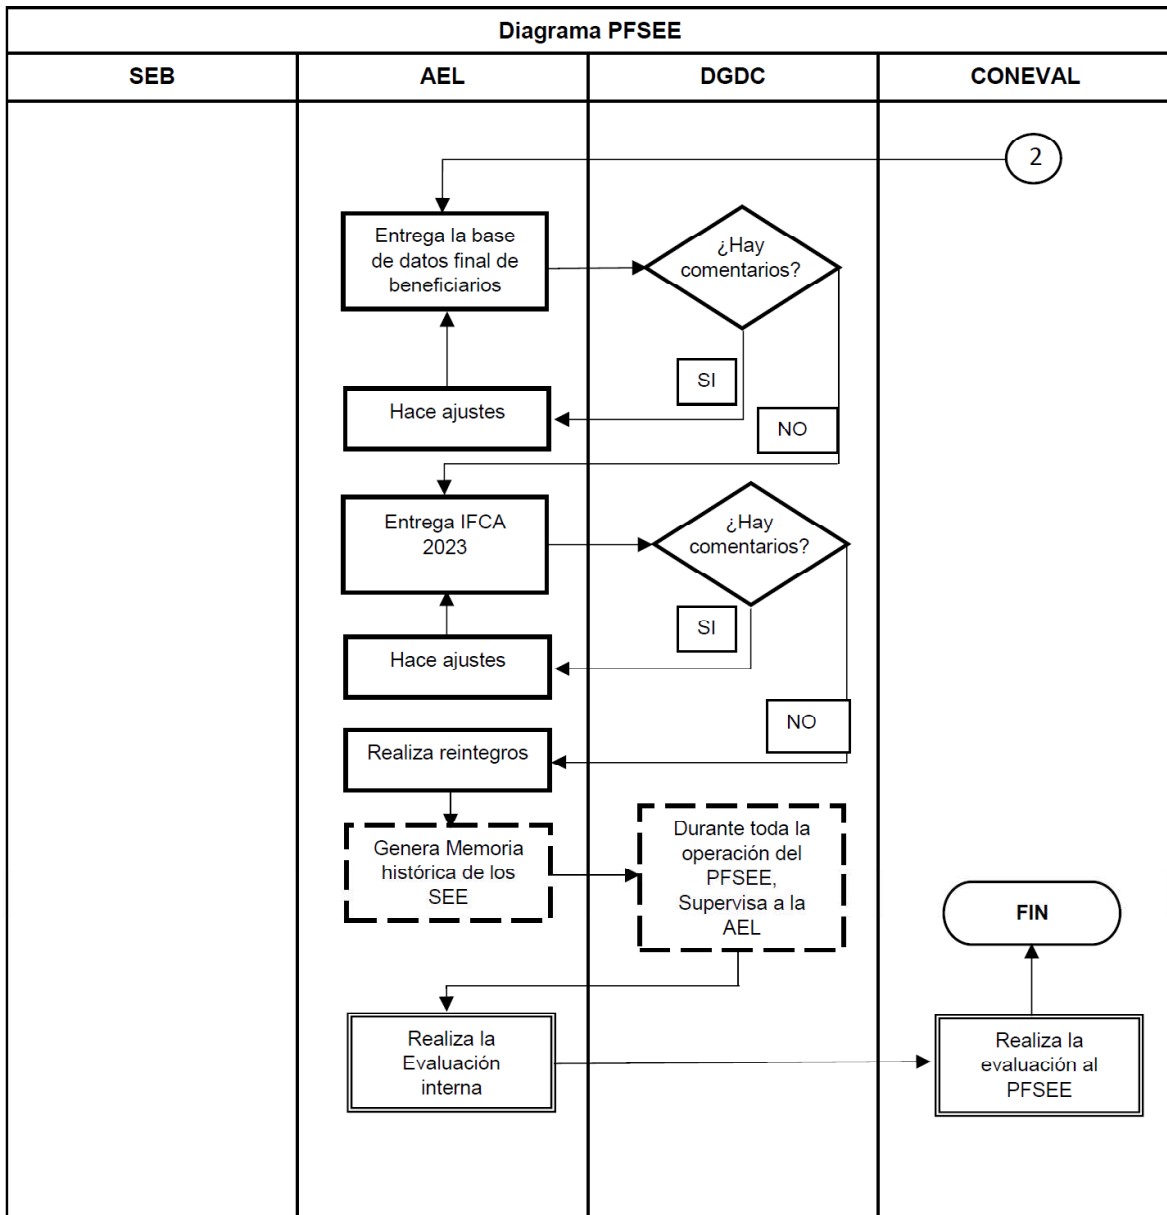 Diagrama PFSEE
SEB
AEL
DGDC
CONEVAL
2
Entrega la base
de datos final de
beneficiarios
¿Hay
comentarios?
SI
Hace ajustes
NO
Entrega IFCA
2023
¿Hay
comentarios?
SI
Hace ajustes
NO
Realiza reintegros
Genera Memoria
histórica de los
SEE
Durante toda la
operación del
PFSEE,
Supervisa a la
AEL
FIN
Realiza la
Evaluación
interna
Realiza la
evaluación al
PFSEE